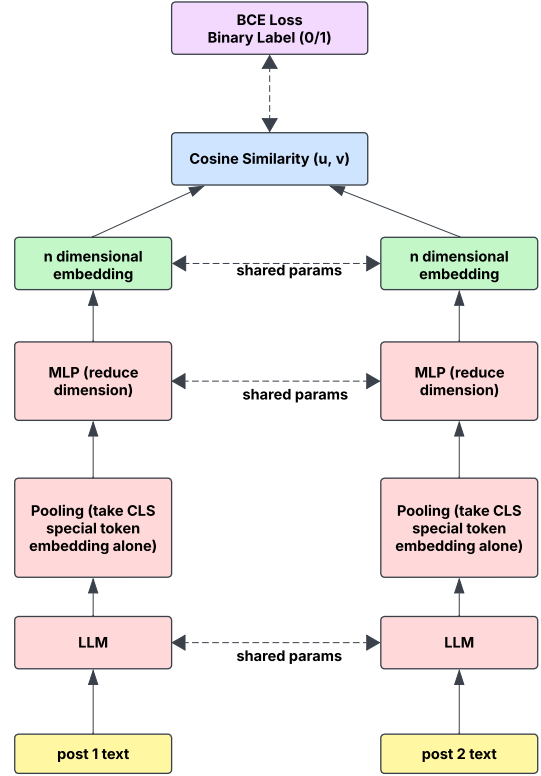 BCE Loss
Binary Label (0/1)
Cosine Similarity (u, v)
n dimensional
embedding
shared params
n dimensional
embedding
MLP (reduce
dimension)
shared params
MLP (reduce
dimension)
Pooling (take CLS
special token
embedding alone)
Pooling (take CLS
special token
embedding alone)
LLM
shared params
LLM
post 1 text
post 2 text